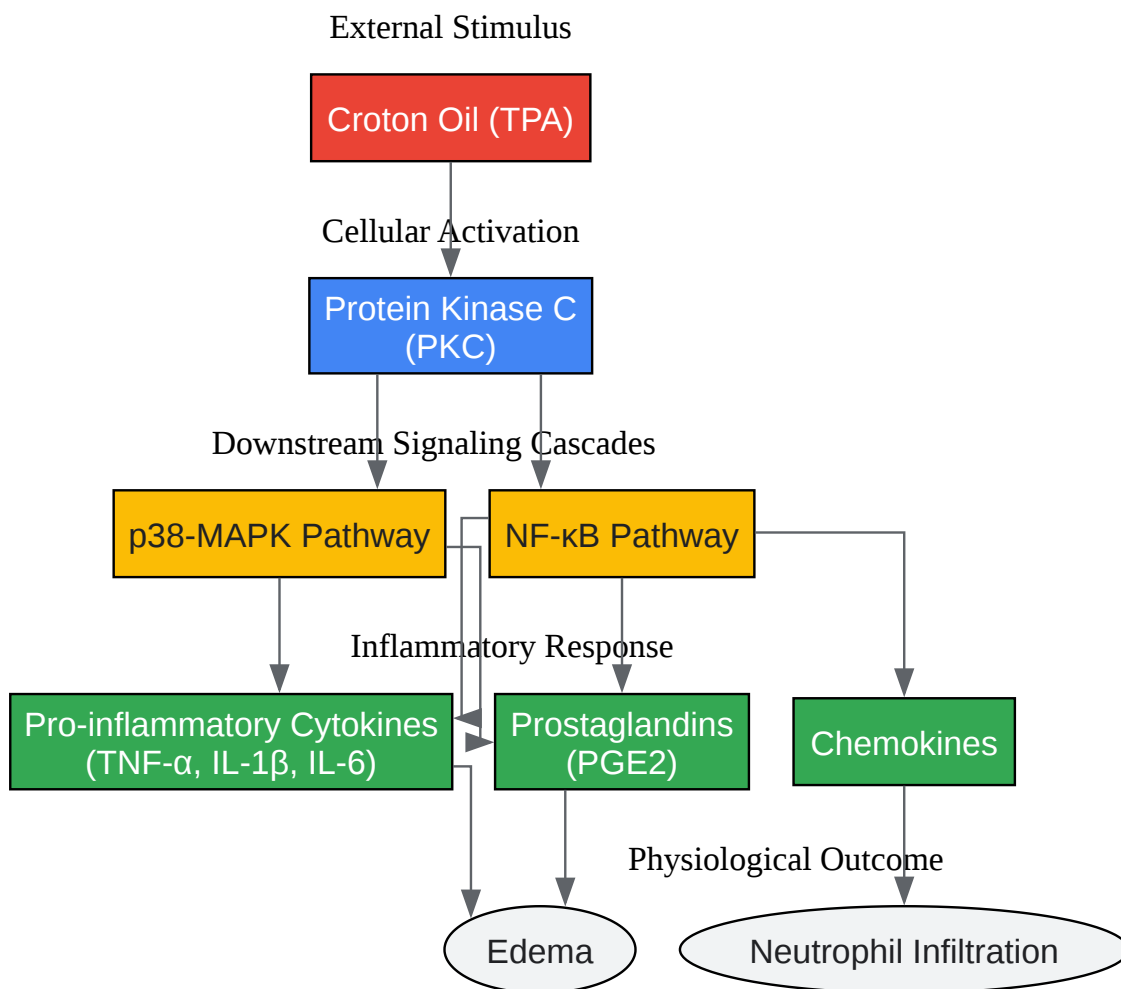 External Stimulus
Croton Oil (TPA)
Cellular Activation
Protein Kinase C
(PKC)
Downstream Signaling Cascades
p38-MAPK Pathway
NF-κB Pathway
Inflammatory Response
Pro-inflammatory Cytokines
(TNF-α, IL-1β, IL-6)
Prostaglandins
(PGE2)
Chemokines
Physiological Outcome
Edema
Neutrophil Infiltration